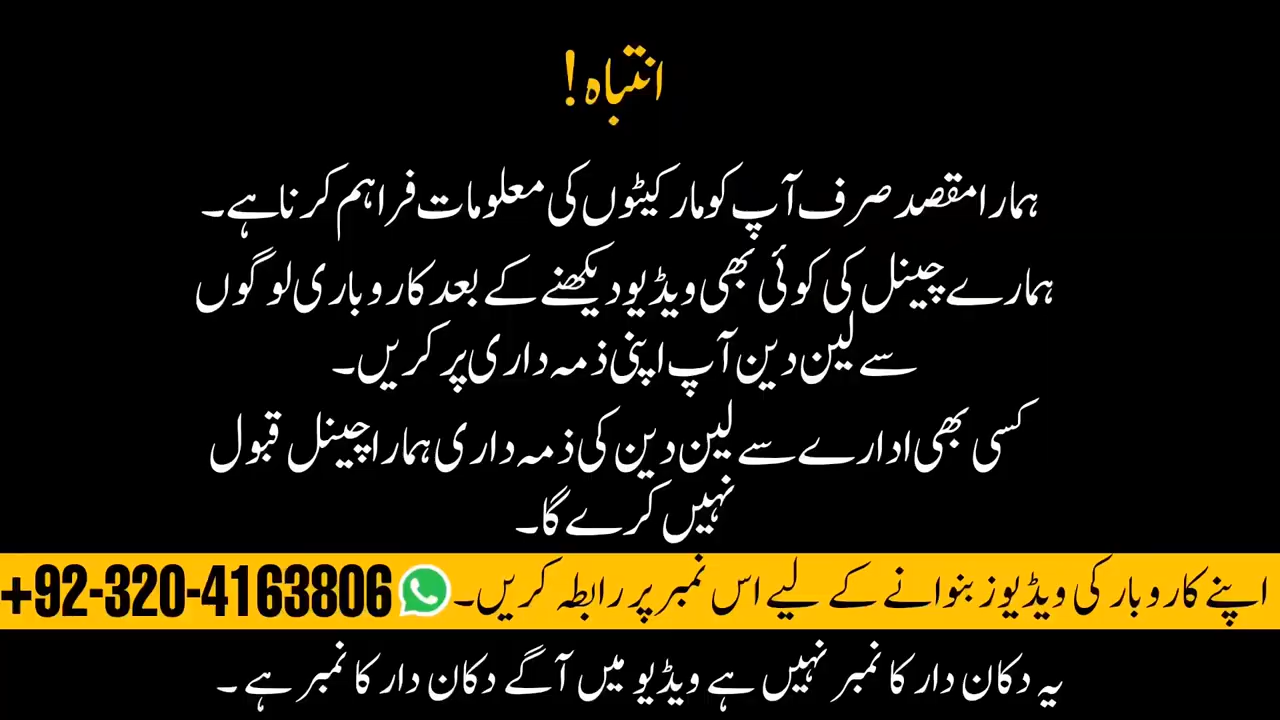 انتباہ!
ہمارا مقصد صرف آپ کو مارکیٹوں کی معلومات فراہم کرنا ہے۔
ہمارے چینل کی کوئی بھی ویڈیو دیکھنے کے بعد کاروباری لوگوں
سے لین دین آپ اپنی ذمہ داری پر کریں۔
کسی بھی ادارے سے لین دین کی ذمہ داری ہمارا چینل قبول
نہیں کرے گا۔
اپنے کاروبار کی ویڈیوز بنوانے کے لیے اس نمبر پر رابطہ کریں۔ +92-320-4163806
یہ دکان دار کا نمبر نہیں ہے ویڈیو میں آگے دکان دار کا نمبر ہے۔